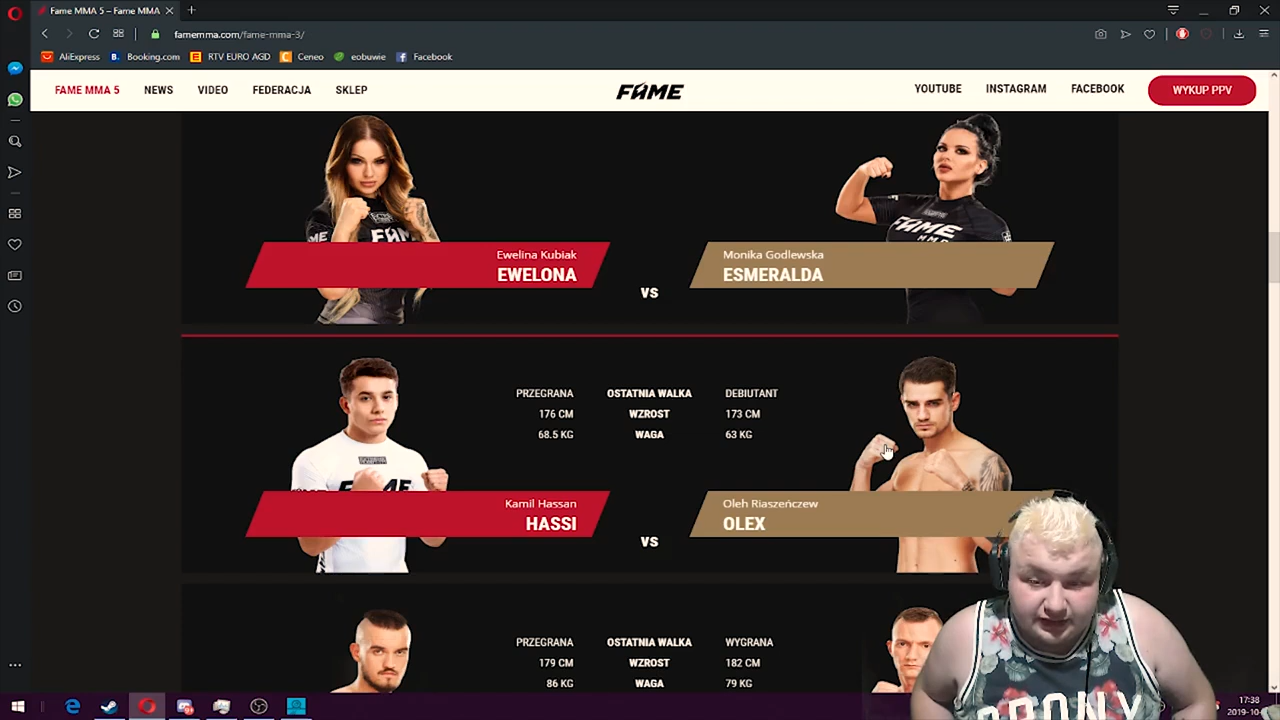 Fame MMA 5 – Fame MMA
famemma.com/fame-mma-3/
AliExpress
Booking.com
RTV EURO AGD
Ceneo
eobuwie
Facebook
FAME MMA 5 NEWS VIDEO FEDERACJA SKLEP
FAME
YOUTUBE INSTAGRAM FACEBOOK
WYKUP PPV
Ewelina Kubiak
EWELONA
VS
Monika Godlewska
ESMERALDA
PRZEGRANA OSTATNIA WALKA DEBIUTANT
176 CM WZROST 173 CM
68.5 KG WAGA 63 KG
Kamil Hassan
HASSI
VS
Oleh Riaszeńczew
OLEX
PRZEGRANA OSTATNIA WALKA WYGRANA
179 CM WZROST 182 CM
86 KG WAGA 79 KG
17:38